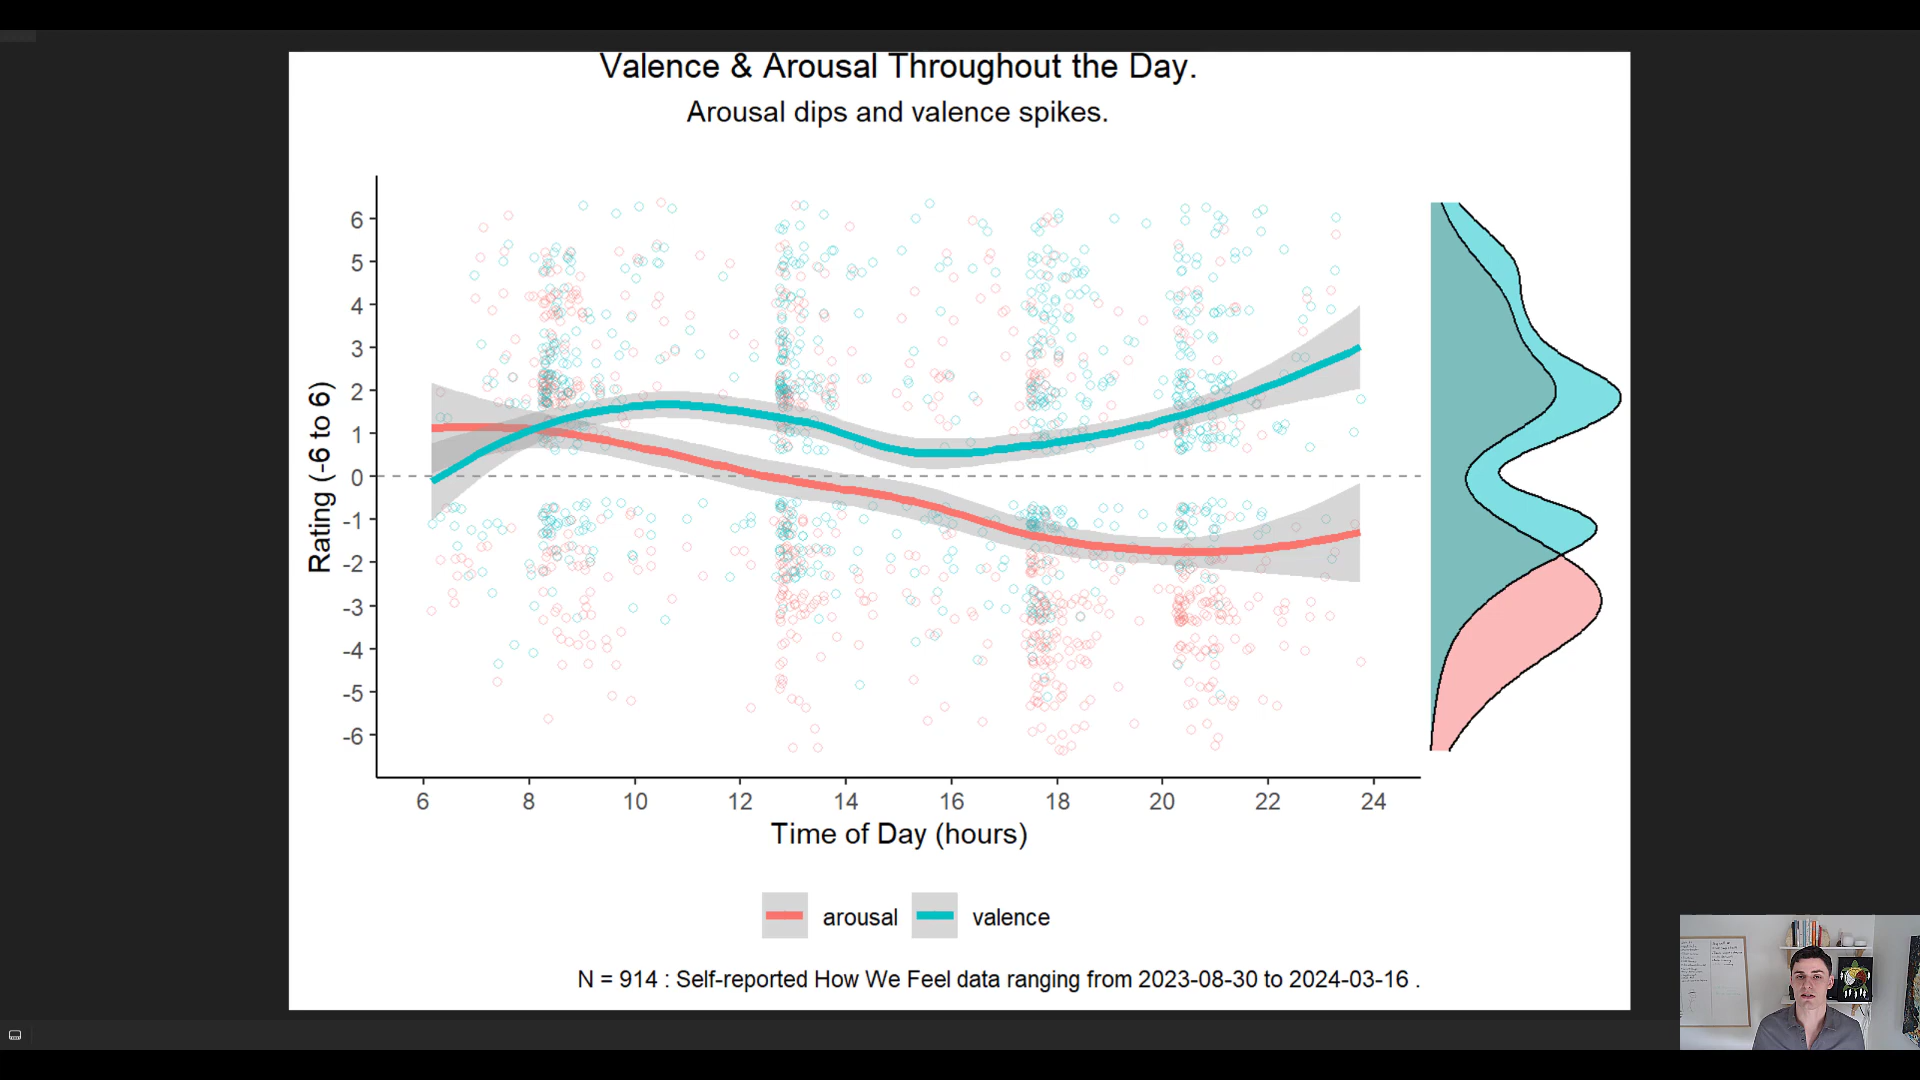 Valence & Arousal Throughout the Day.
Arousal dips and valence spikes.
Rating (-6 to 6)
6
5
4
3
2
1
0
-1
-2
-3
-4
-5
-6
6 8 10 12 14 16 18 20 22 24
Time of Day (hours)
arousal valence
N = 914 : Self-reported How We Feel data ranging from 2023-08-30 to 2024-03-16 .